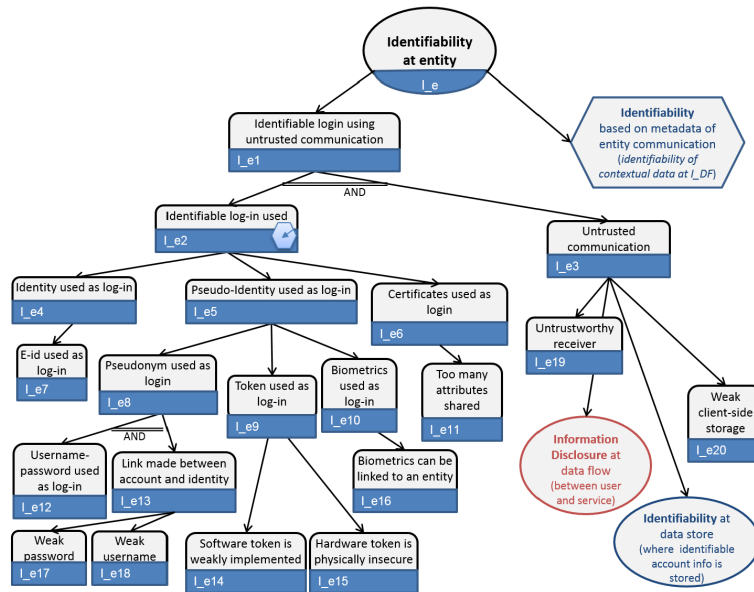 Identifiability
at entity
I_e
Identifiable login using
untrusted communication
I_e1
Identifiability
based on metadata of
entity communication
(identifiability of
contextual data at I_DF)
AND
Identifiable log-in used
I_e2
Untrusted
communication
I_e3
Identity used as log-in
I_e4
Pseudo-Identity used as log-in
I_e5
Certificates used as
login
I_e6
E-id used as
log-in
I_e7
Pseudonym used as
login
I_e8
Token used as
log-in
I_e9
Biometrics
used as
log-in
I_e10
Too many
attributes
shared
I_e11
Untrustworthy
receiver
I_e19
Weak
client-side
storage
I_e20
AND
Username-
password used
as log-in
I_e12
Link made between
account and identity
I_e13
Biometrics can be
linked to an entity
I_e16
Information
Disclosure at
data flow
(between user
and service)
Identifiability at
data store
(where identifiable
account info is
stored)
Weak
password
I_e17
Weak
username
I_e18
Software token is
weakly implemented
I_e14
Hardware token is
physically insecure
I_e15